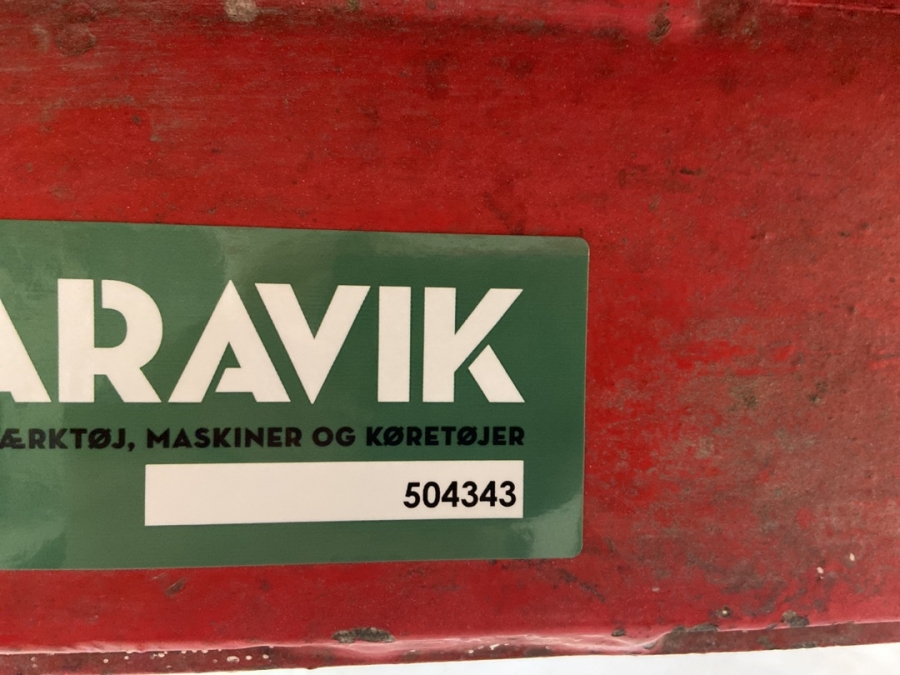 ARAVIK
ÆRKTØJ, MASKINER OG KØRETØJER
504343